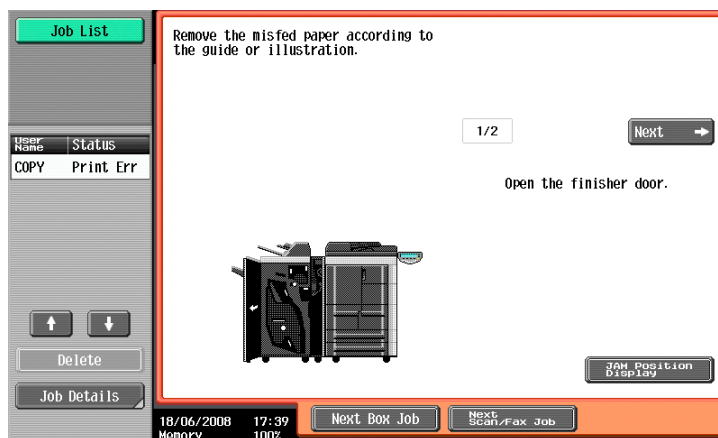 Job List
Remove the misfed paper according to
the guide or illustration.
1/2
Next
User Name Status
COPY Print Err
Open the finisher door.
Delete
JAM Position Display
Job Details
Next Box Job
Next Scan/Fax Job
18/06/2008 17:39
Memory 100%